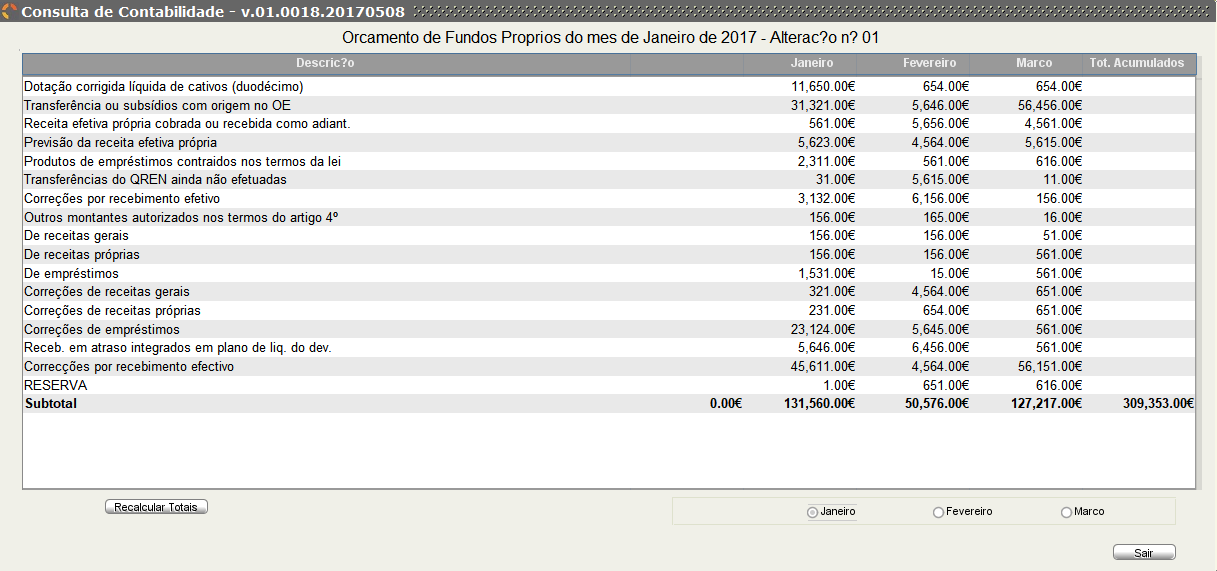 Consulta de Contabilidade - v.01.0018.20170508
Orcamento de Fundos Proprios do mes de Janeiro de 2017 - Alterac?o n? 01
Descric?o Janeiro Fevereiro Marco Tot. Acumulados
Dotação corrigida líquida de cativos (duodécimo) 11,650.00€ 654.00€ 654.00€
Transferência ou subsídios com origem no OE 31,321.00€ 5,646.00€ 56,456.00€
Receita efetiva própria cobrada ou recebida como adiant. 561.00€ 5,656.00€ 4,561.00€
Previsão da receita efetiva própria 5,623.00€ 4,564.00€ 5,615.00€
Produtos de empréstimos contraidos nos termos da lei 2,311.00€ 561.00€ 616.00€
Transferências do QREN ainda não efetuadas 31.00€ 5,615.00€ 11.00€
Correções por recebimento efetivo 3,132.00€ 6,156.00€ 156.00€
Outros montantes autorizados nos termos do artigo 4º 156.00€ 165.00€ 16.00€
De receitas gerais 156.00€ 156.00€ 51.00€
De receitas próprias 156.00€ 156.00€ 561.00€
De empréstimos 1,531.00€ 15.00€ 561.00€
Correções de receitas gerais 321.00€ 4,564.00€ 651.00€
Correções de receitas próprias 231.00€ 654.00€ 651.00€
Correções de empréstimos 23,124.00€ 5,645.00€ 561.00€
Receb. em atraso integrados em plano de liq. do dev. 5,646.00€ 6,456.00€ 561.00€
Correcções por recebimento efectivo 45,611.00€ 4,564.00€ 56,151.00€
RESERVA 1.00€ 651.00€ 616.00€
Subtotal 0.00€ 131,560.00€ 50,576.00€ 127,217.00€ 309,353.00€
Recalcular Totais Janeiro Fevereiro Marco
Sair